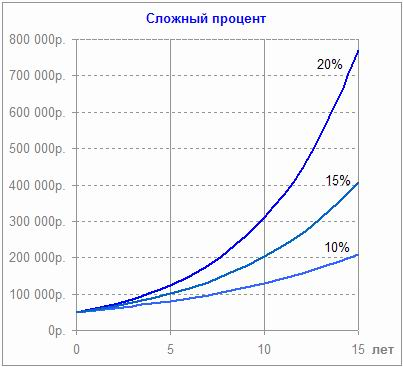 Сложный процент
800 000р.
700 000р.
600 000р.
500 000р.
400 000р.
300 000р.
200 000р.
100 000р.
0р.
20%
15%
10%
0 5 10 15 лет